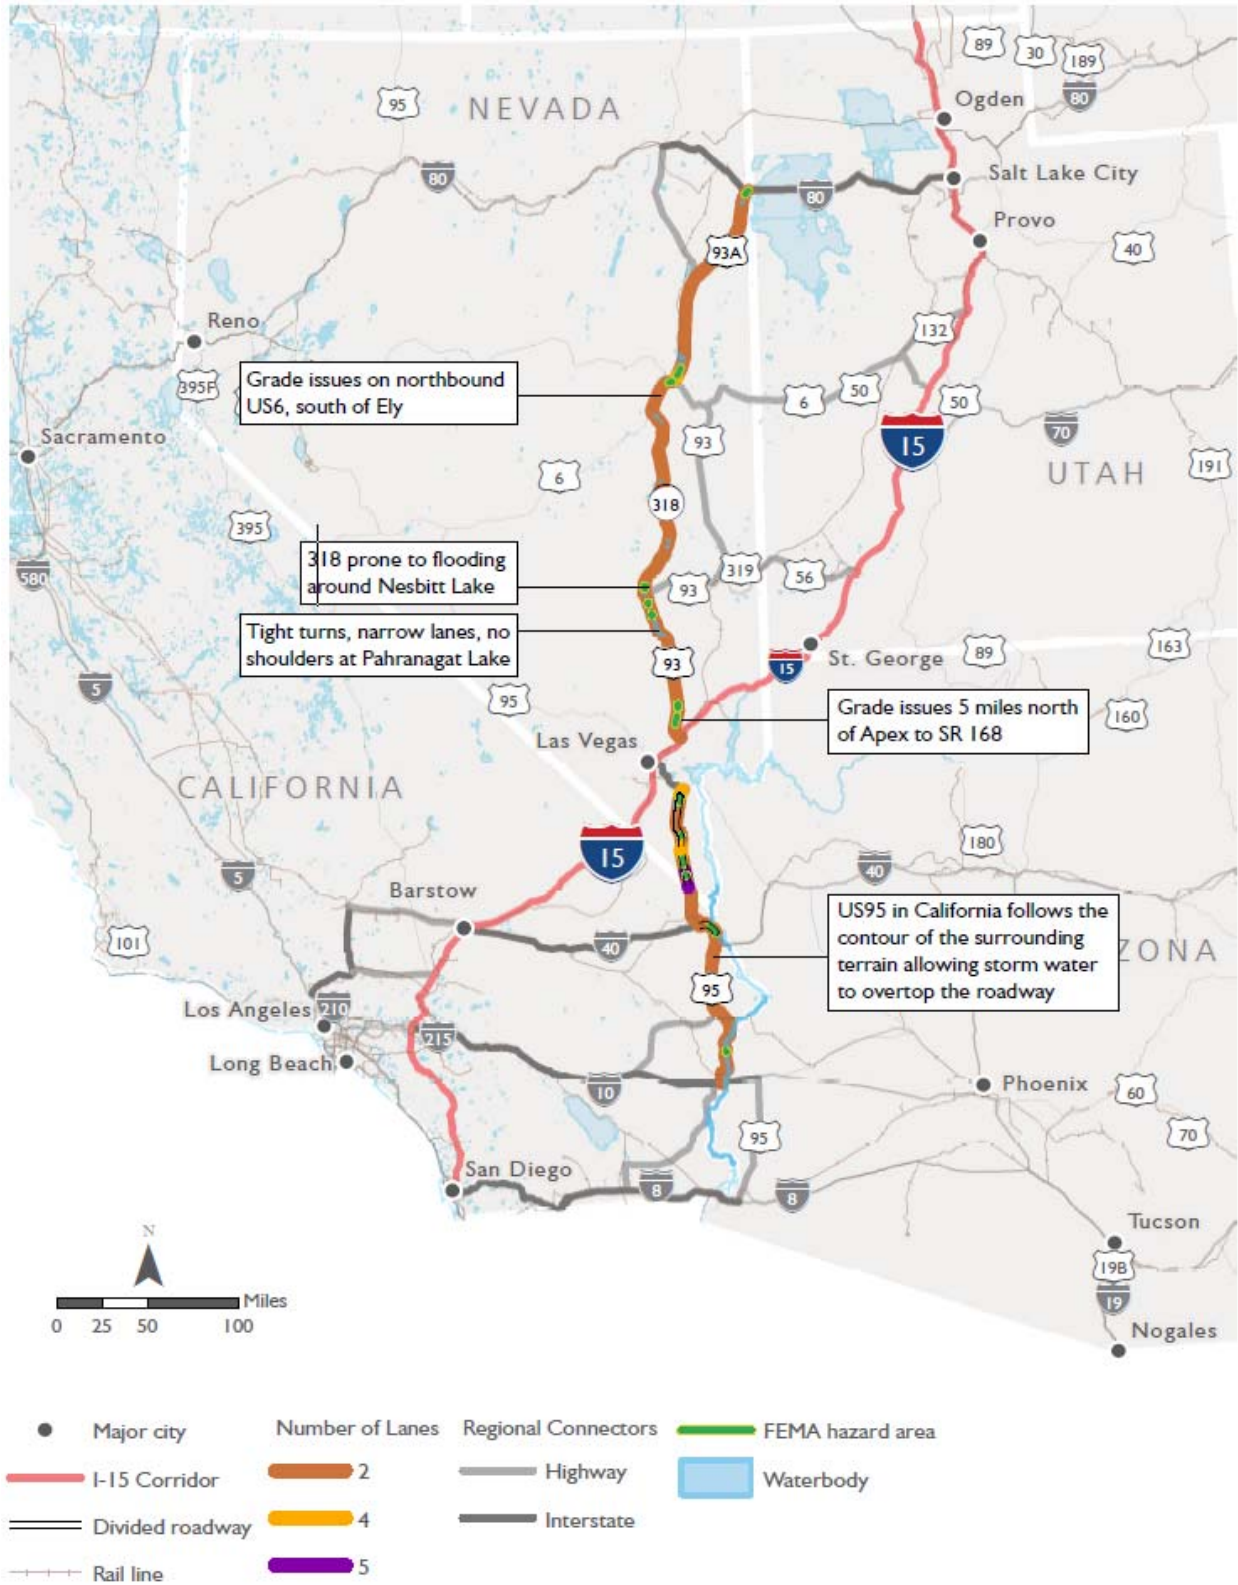 89
30
189
80
Ogden
95
NEVADA
80
Salt Lake City
80
Provo
93A
40
Reno
132
395F
Grade issues on northbound
US6, south of Ely
6
50
50
Sacramento
93
15
70
6
UTAH
191
318
395
580
318 prone to flooding
around Nesbitt Lake
93
319
56
Tight turns, narrow lanes, no
shoulders at Pahranagat Lake
93
15
St. George
89
163
5
95
Grade issues 5 miles north
of Apex to SR 168
160
Las Vegas
CALIFORNIA
15
180
5
40
Barstow
101
40
US95 in California follows the
contour of the surrounding
terrain allowing storm water
to overtop the roadway
ZONA
95
Los Angeles
210
215
Long Beach
10
Phoenix
60
95
70
San Diego
8
8
Tucson
19B
19
Nogales
N
Miles
0 25 50 100
Major city
I-15 Corridor
Divided roadway
Rail line
Number of Lanes
2
4
5
Regional Connectors
Highway
Interstate
FEMA hazard area
Waterbody